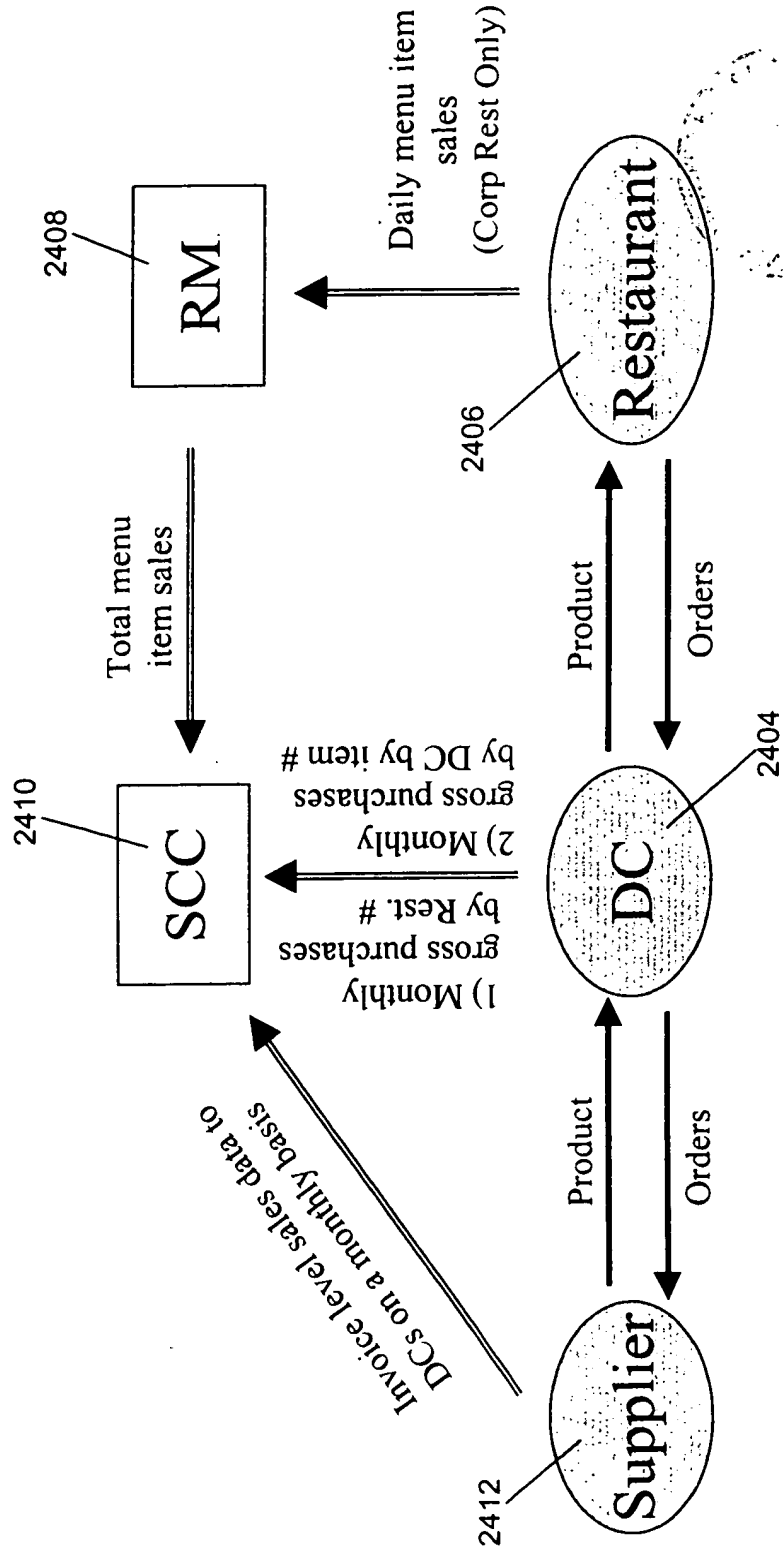 2410
SCC
2408
RM
Total menu
item sales
Daily menu item
sales
(Corp Rest Only)
Invoice level sales data to
DCs on a monthly basis
1) Monthly
gross purchases
by Rest. #
2) Monthly
gross purchases
by DC by item #
2412
Supplier
Product
Orders
DC
2404
Product
Orders
2406
Restaurant